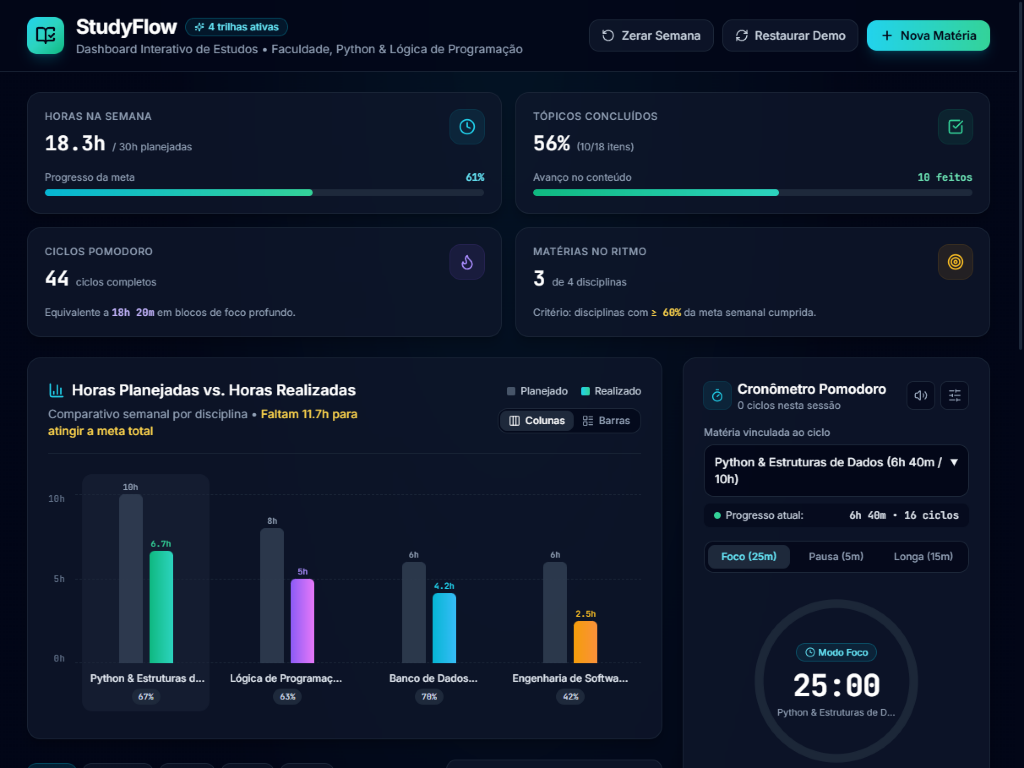 StudyFlow
4 trilhas ativas
Dashboard Interativo de Estudos • Faculdade, Python & Lógica de Programação
Zerar Semana
Restaurar Demo
Nova Matéria
HORAS NA SEMANA
18.3h / 30h planejadas
Progresso da meta 61%
TÓPICOS CONCLUÍDOS
56% (10/18 itens)
Avanço no conteúdo 10 feitos
CICLOS POMODORO
44 ciclos completos
Equivalente a 18h 20m em blocos de foco profundo.
MATÉRIAS NO RITMO
3 de 4 disciplinas
Critério: disciplinas com ≥ 60% da meta semanal cumprida.
Horas Planejadas vs. Horas Realizadas
Comparativo semanal por disciplina • Faltam 11.7h para
atingir a meta total
Planejado Realizado
Colunas Barras
10h
5h
0h
10h
6.7h
8h
5h
6h
4.2h
6h
2.5h
Python & Estruturas d...
67%
Lógica de Programaç...
63%
Banco de Dados...
70%
Engenharia de Softwa...
42%
Cronômetro Pomodoro
0 ciclos nesta sessão
Matéria vinculada ao ciclo
Python & Estruturas de Dados (6h 40m /
10h)
Progresso atual: 6h 40m • 16 ciclos
Foco (25m) Pausa (5m) Longa (15m)
Modo Foco
25:00
Python & Estruturas de D...